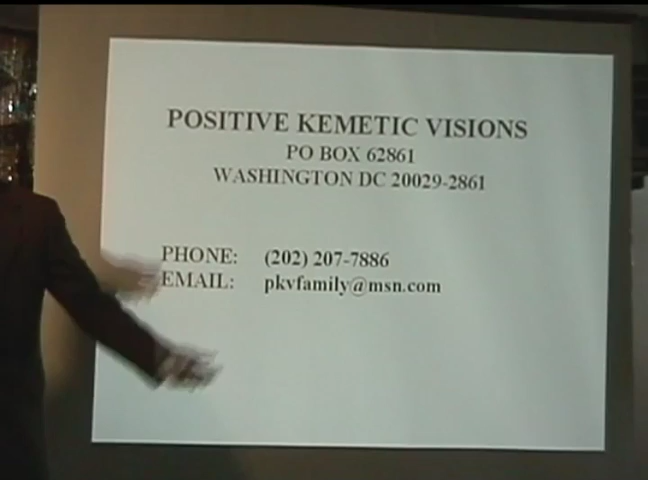 POSITIVE KEMETIC VISIONS
PO BOX 62861
WASHINGTON DC 20029-2861
PHONE: (202) 207-7886
EMAIL: pkvfamily@msn.com